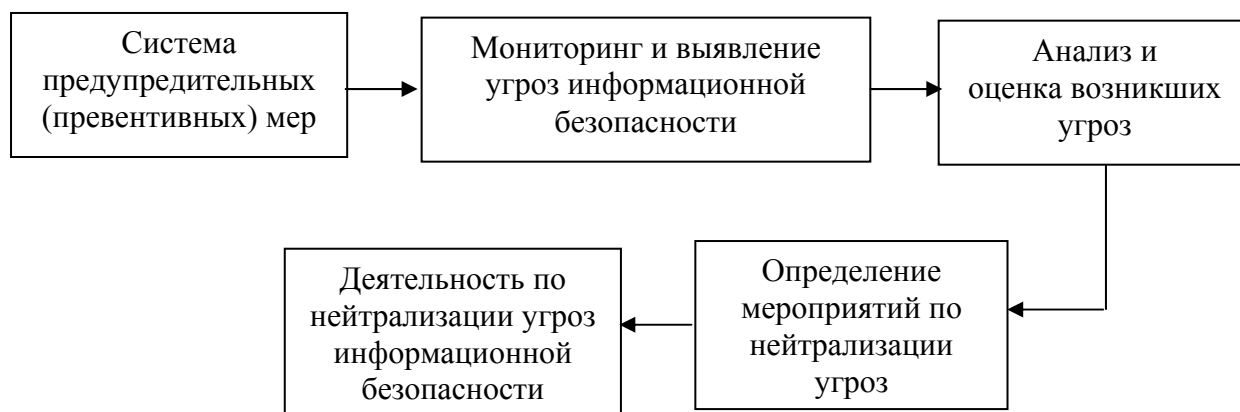 Система
предупредительных
(превентивных) мер
Мониторинг и выявление
угроз информационной
безопасности
Анализ и
оценка возникших
угроз
Определение
мероприятий по
нейтрализации
угроз
Деятельность по
нейтрализации угроз
информационной
безопасности